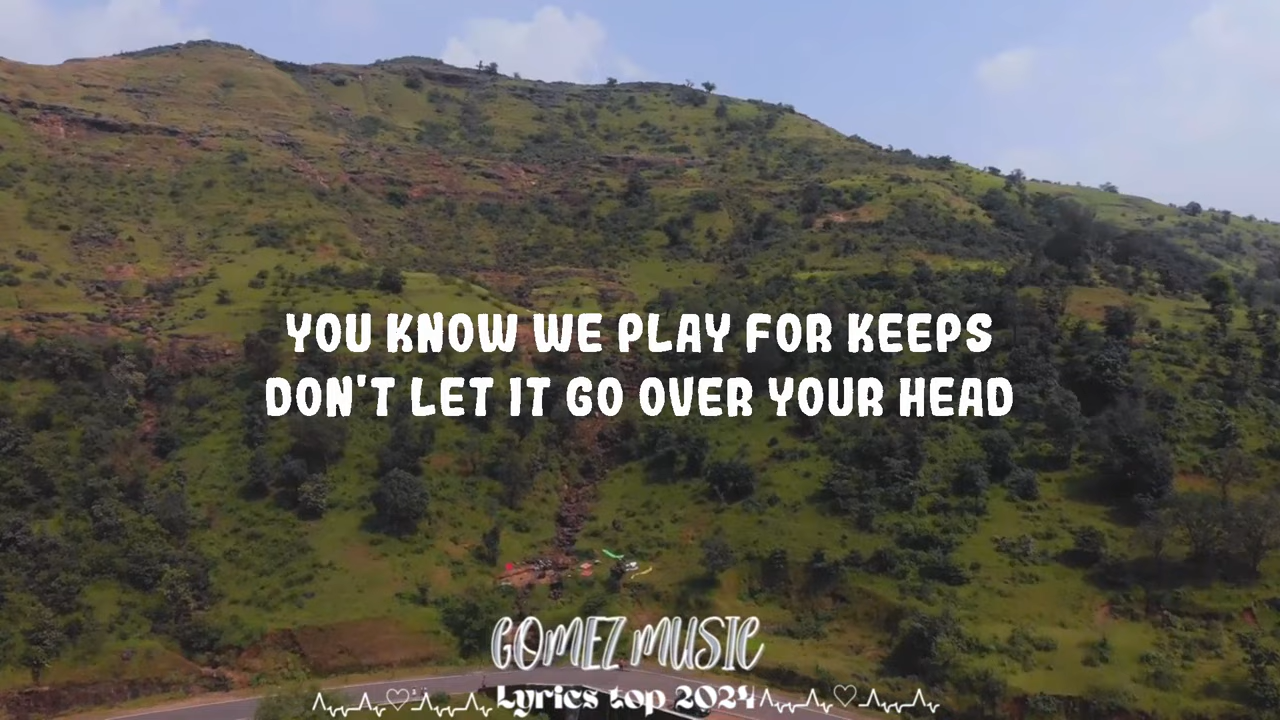 YOU KNOW WE PLAY FOR KEEPS
DON'T LET IT GO OVER YOUR HEAD
GOMEZ MUSIC
Lyrics top 2024